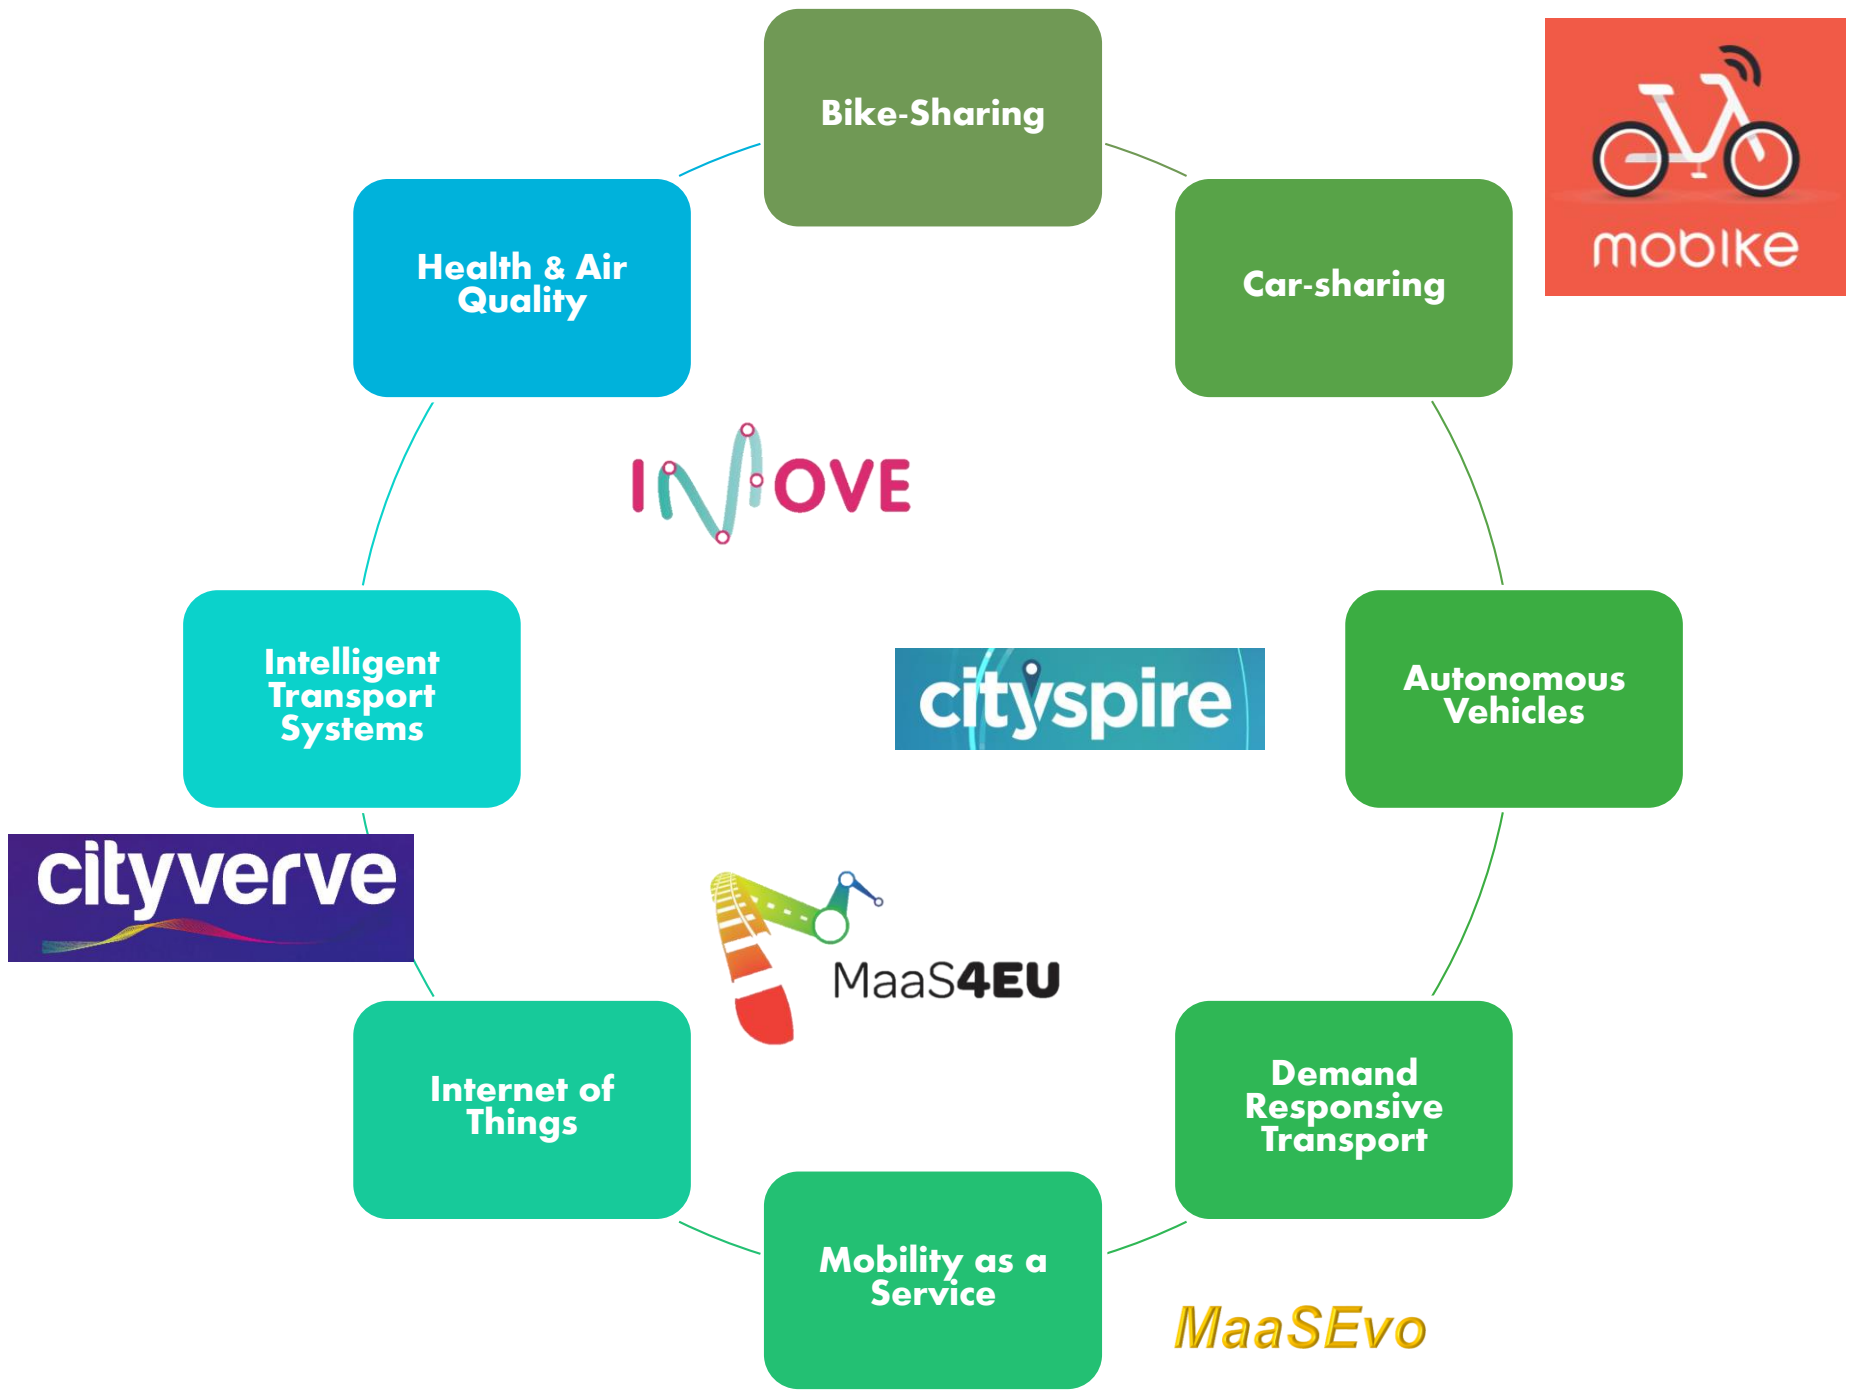 Bike-Sharing
Car-sharing
mobike
Health & Air
Quality
INMOVE
Intelligent
Transport
Systems
cityspire
Autonomous
Vehicles
cityverve
MaaS4EU
Internet of
Things
Demand
Responsive
Transport
Mobility as a
Service
MaaSEvo